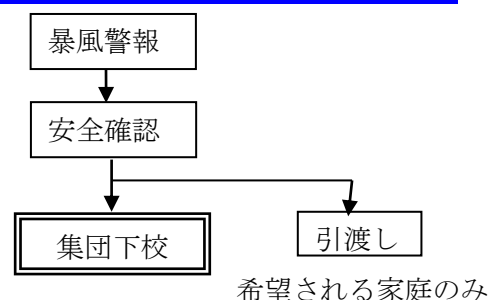 暴風警報
安全確認
集団下校
引渡し
希望される家庭のみ